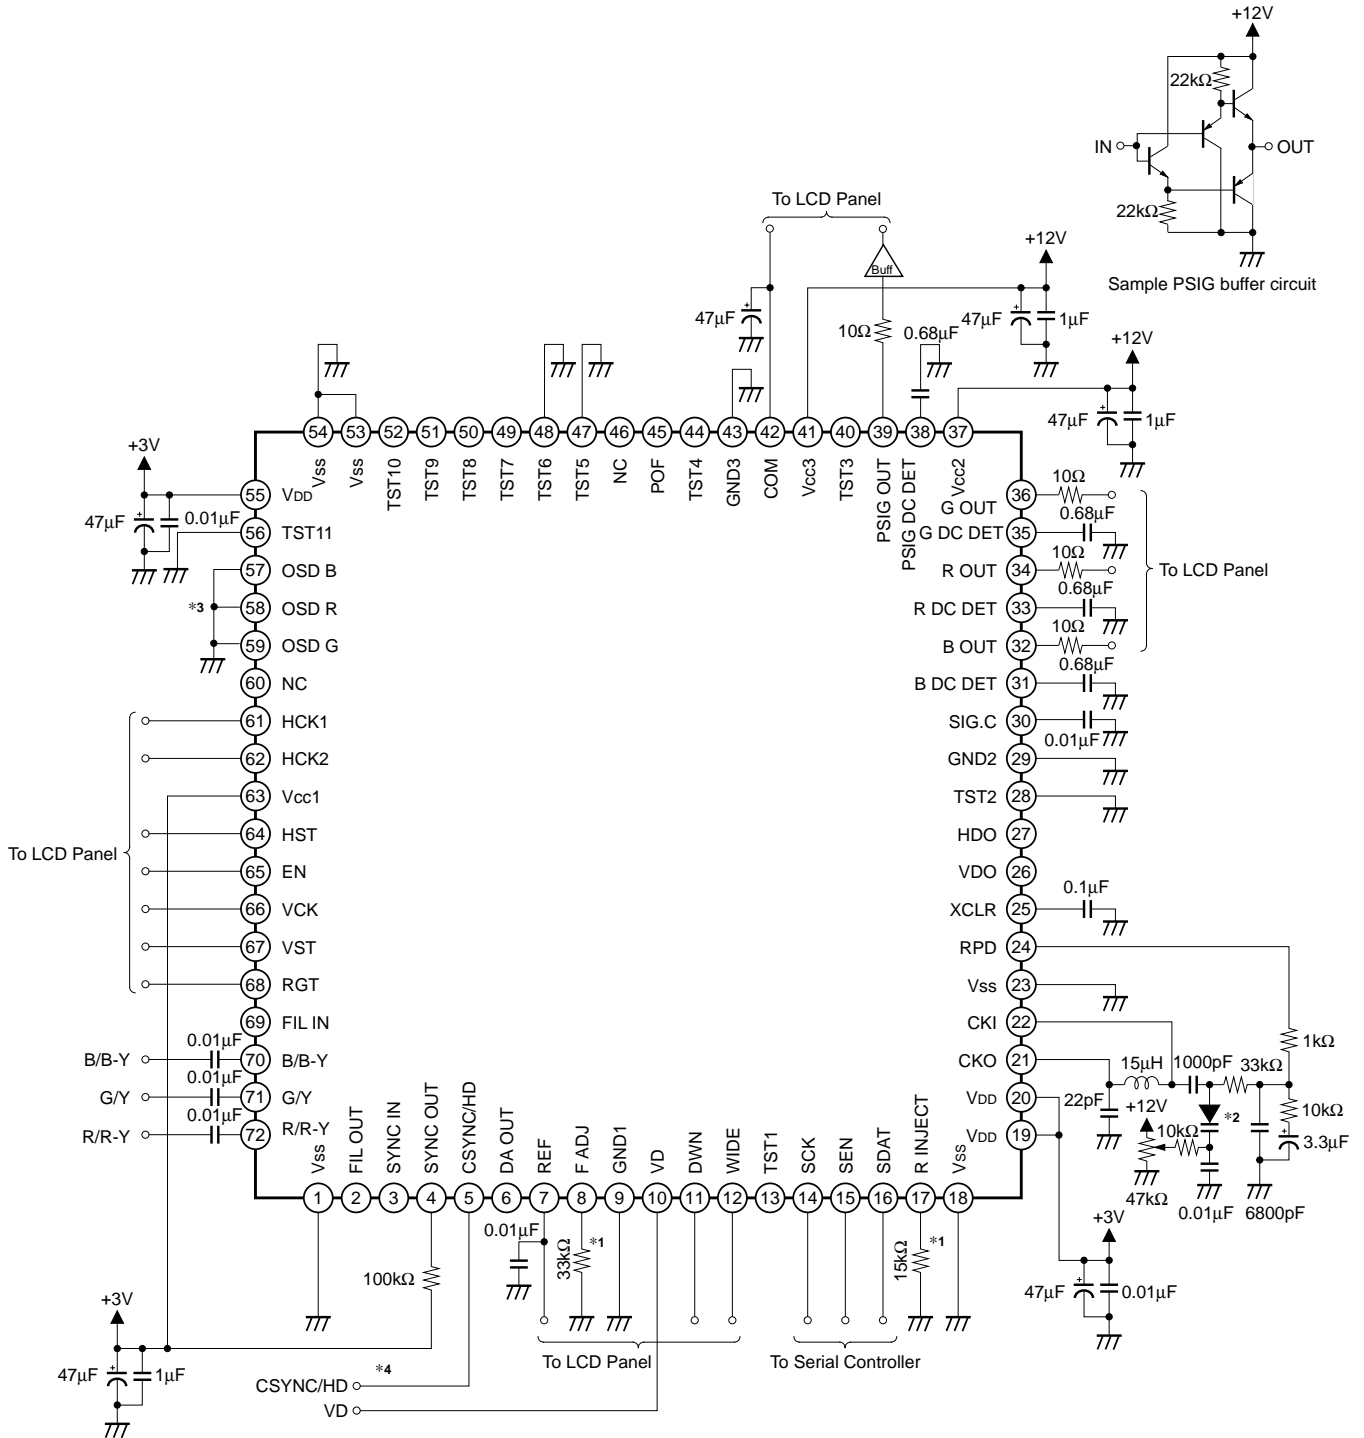 +12V
22kΩ
IN
OUT
22kΩ
Sample PSIG buffer circuit
To LCD Panel
Buff
+12V
47μF
10Ω
0.68μF
47μF
1μF
+12V
47μF
1μF
54 53 52 51 50 49 48 47 46 45 44 43 42 41 40 39 38 37
Vss
Vss
TST10
TST9
TST8
TST7
TST6
TST5
NC
POF
TST4
GND3
COM
Vcc3
TST3
PSIG OUT
PSIG DC DET
Vcc2
+3V
47μF
0.01μF
55 VDD
56 TST11
57 OSD B
*3
58 OSD R
59 OSD G
60 NC
61 HCK1
62 HCK2
63 Vcc1
64 HST
To LCD Panel
65 EN
66 VCK
67 VST
68 RGT
69 FIL IN
0.01μF
B/B-Y
70 B/B-Y
0.01μF
G/Y
71 G/Y
0.01μF
R/R-Y
72 R/R-Y
G OUT 36
10Ω
0.68μF
G DC DET 35
10Ω
R OUT 34
To LCD Panel
0.68μF
R DC DET 33
10Ω
B OUT 32
0.68μF
B DC DET 31
SIG.C 30
0.01μF
GND2 29
TST2 28
HDO 27
VDO 26
0.1μF
XCLR 25
RPD 24
Vss 23
CKI 22
1kΩ
CKO 21
15μH
1000pF
33kΩ
VDD 20
22pF
+12V
*2
10kΩ
VDD 19
10kΩ
3.3μF
47kΩ
0.01μF
6800pF
+3V
47μF
0.01μF
Vss
FIL OUT
SYNC IN
SYNC OUT
CSYNC/HD
DA OUT
REF
F ADJ
GND1
VD
DWN
WIDE
TST1
SCK
SEN
SDAT
R INJECT
Vss
1 2 3 4 5 6 7 8 9 10 11 12 13 14 15 16 17 18
0.01μF
33kΩ
*1
15kΩ
*1
100kΩ
+3V
47μF
1μF
To LCD Panel
To Serial Controller
*4
CSYNC/HD
VD